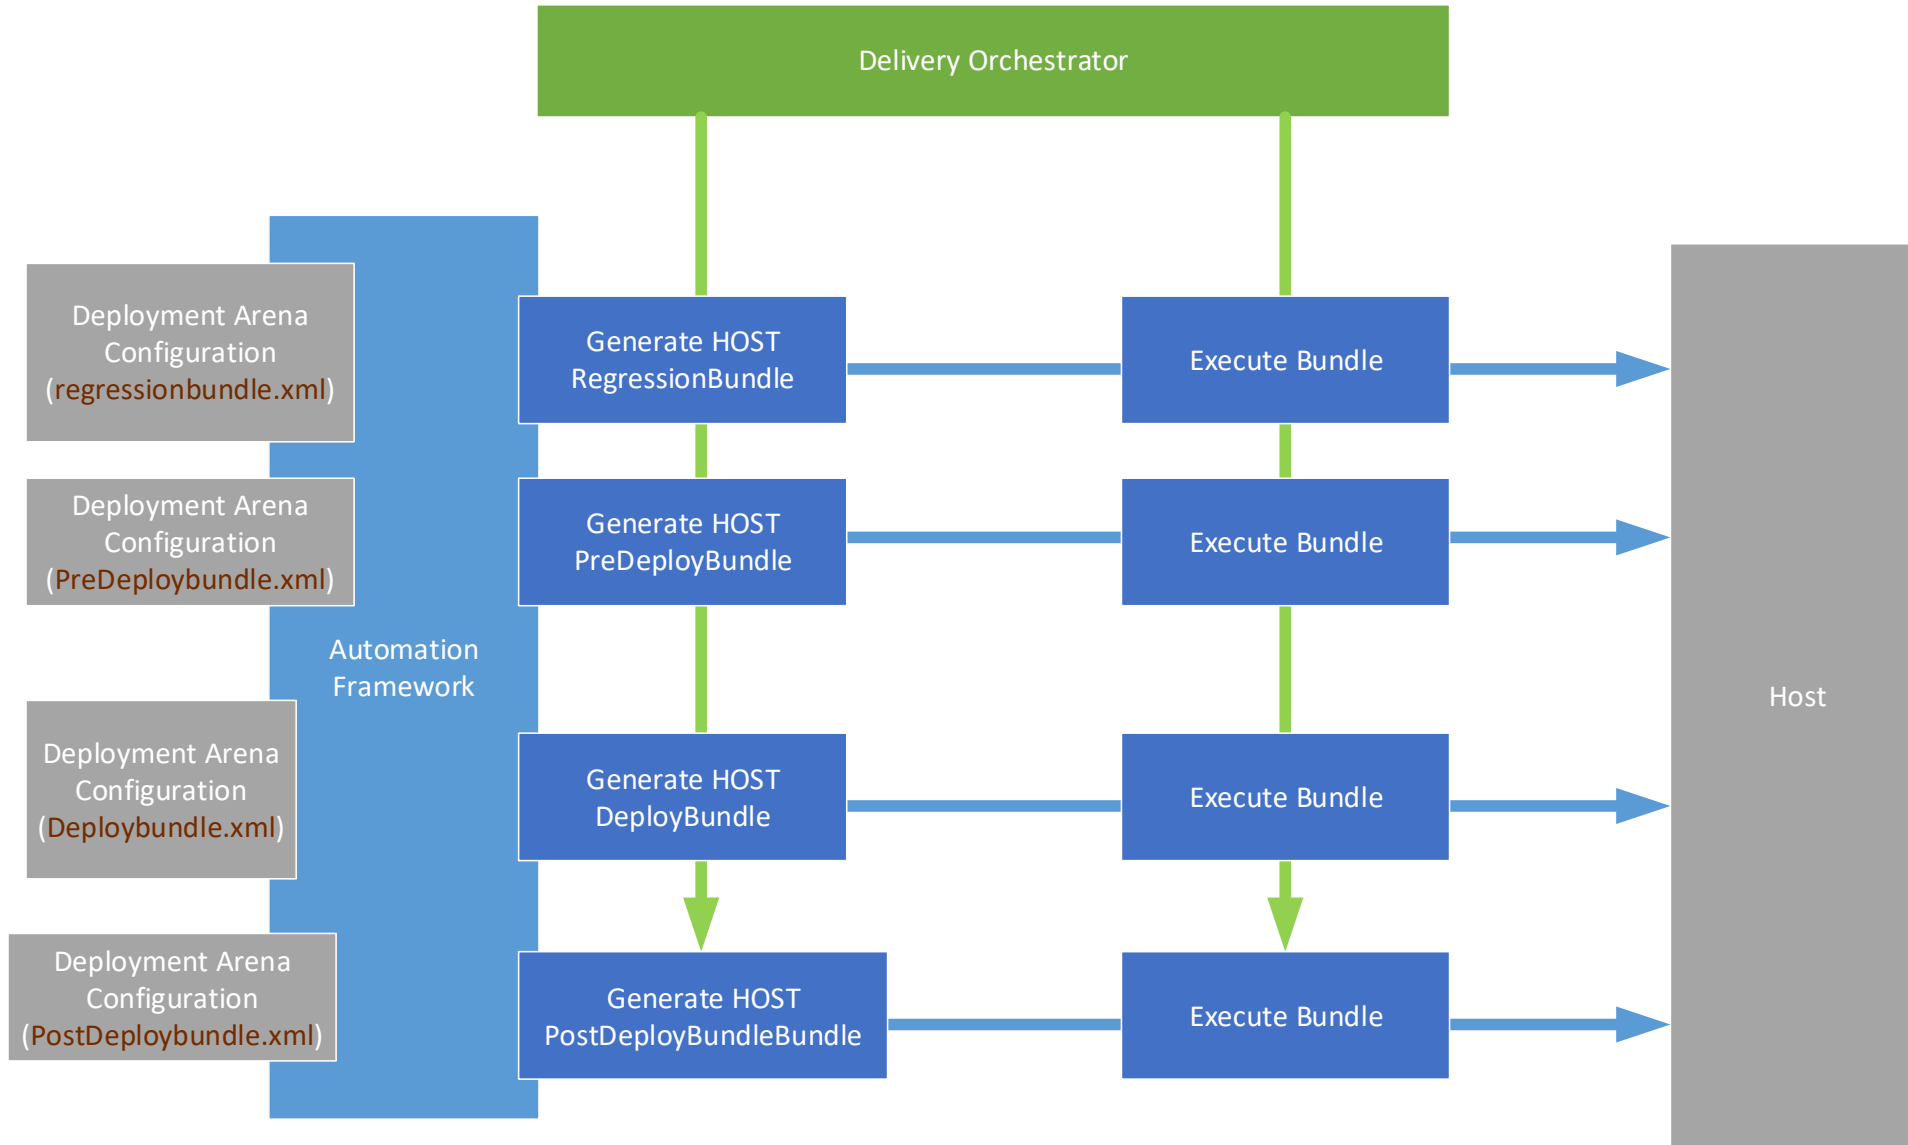 Delivery Orchestrator
Deployment Arena
Configuration
(regressionbundle.xml)
Generate HOST
RegressionBundle
Execute Bundle
Deployment Arena
Configuration
(PreDeploybundle.xml)
Generate HOST
PreDeployBundle
Execute Bundle
Automation
Framework
Host
Deployment Arena
Configuration
(Deploybundle.xml)
Generate HOST
DeployBundle
Execute Bundle
Deployment Arena
Configuration
(PostDeploybundle.xml)
Generate HOST
PostDeployBundleBundle
Execute Bundle